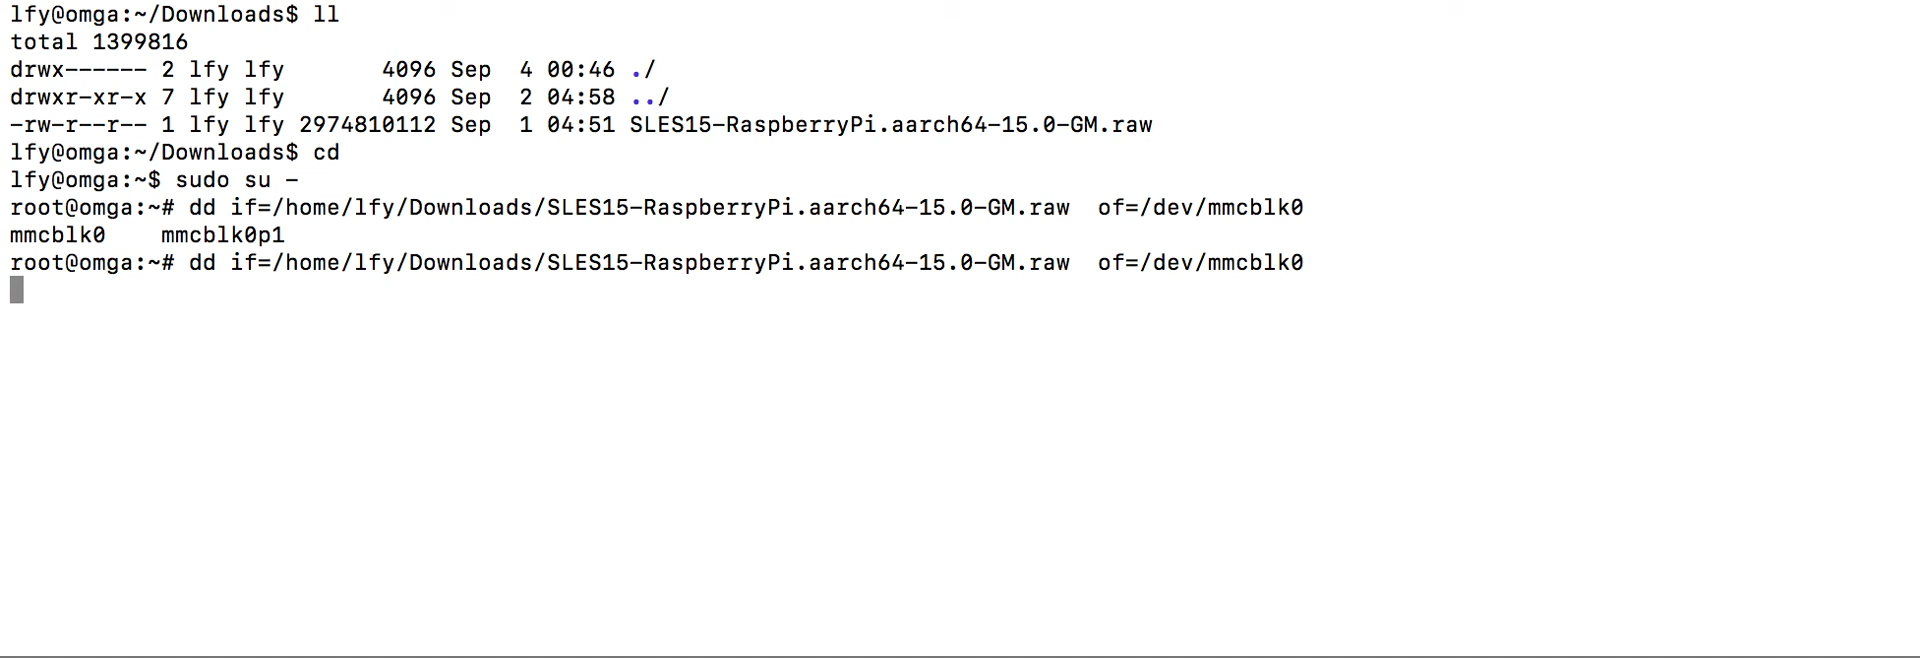 lfy@omga:~/Downloads$ ll
total 1399816
drwx------ 2 lfy lfy       4096 Sep  4 00:46 ./
drwxr-xr-x 7 lfy lfy       4096 Sep  2 04:58 ../
-rw-r--r-- 1 lfy lfy 2974810112 Sep  1 04:51 SLES15-RaspberryPi.aarch64-15.0-GM.raw
lfy@omga:~/Downloads$ cd
lfy@omga:~$ sudo su -
root@omga:~# dd if=/home/lfy/Downloads/SLES15-RaspberryPi.aarch64-15.0-GM.raw  of=/dev/mmcblk0
mmcblk0    mmcblk0p1
root@omga:~# dd if=/home/lfy/Downloads/SLES15-RaspberryPi.aarch64-15.0-GM.raw  of=/dev/mmcblk0